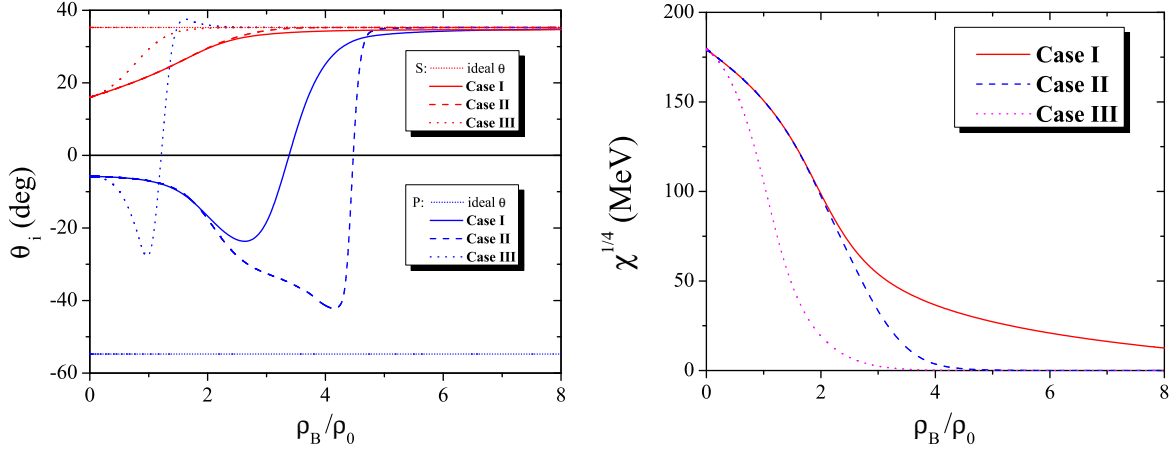 40
20
0
-20
-40
-60
θi (deg)
S: ideal θ
Case I
Case II
Case III
P: ideal θ
Case I
Case II
Case III
0 2 4 6 8
ρB/ρ0
200
150
100
50
0
χ1/4 (MeV)
Case I
Case II
Case III
0 2 4 6 8
ρB/ρ0